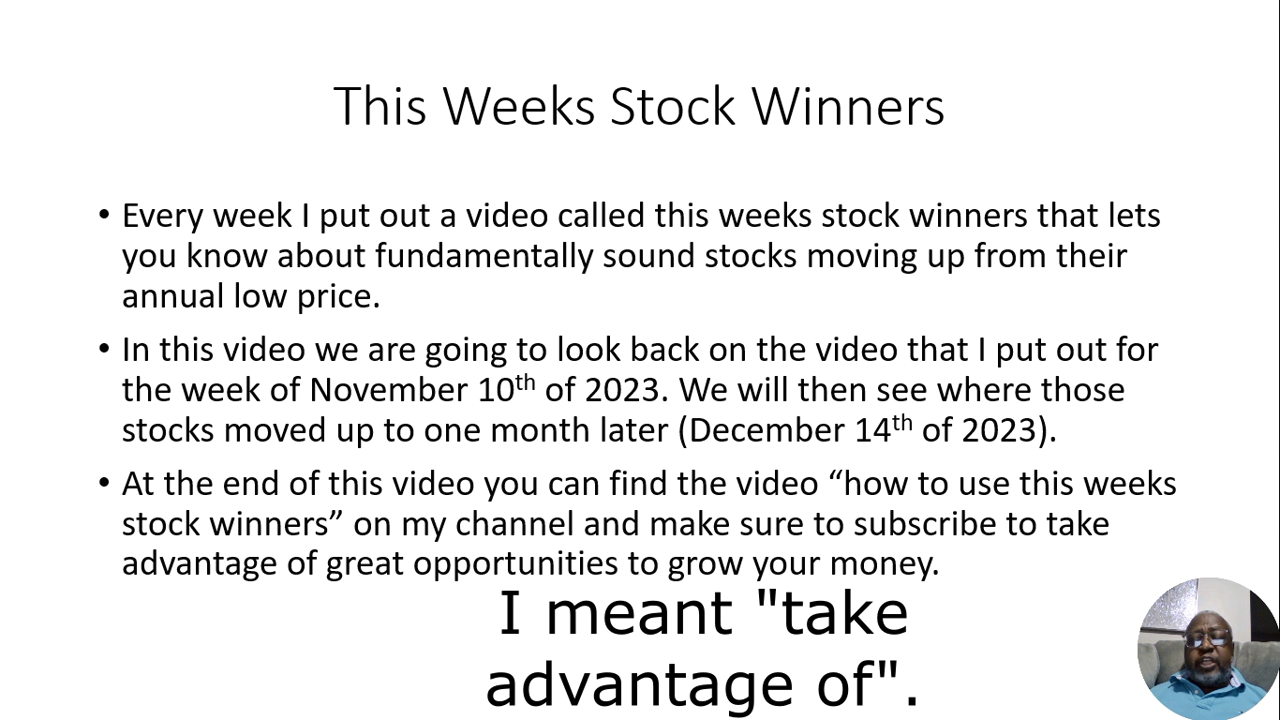 This Weeks Stock Winners
• Every week I put out a video called this weeks stock winners that lets
you know about fundamentally sound stocks moving up from their
annual low price.
• In this video we are going to look back on the video that I put out for
the week of November 10th of 2023. We will then see where those
stocks moved up to one month later (December 14th of 2023).
• At the end of this video you can find the video “how to use this weeks
stock winners” on my channel and make sure to subscribe to take
advantage of great opportunities to grow your money.
I meant "take
advantage of".